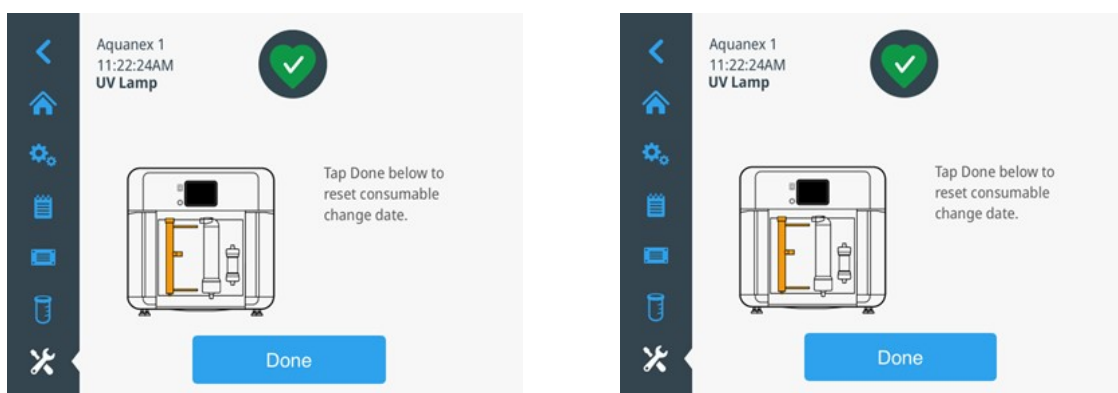 Aquanex 1
11:22:24AM
UV Lamp
Tap Done below to
reset consumable
change date.
Done
Aquanex 1
11:22:24AM
UV Lamp
Tap Done below to
reset consumable
change date.
Done